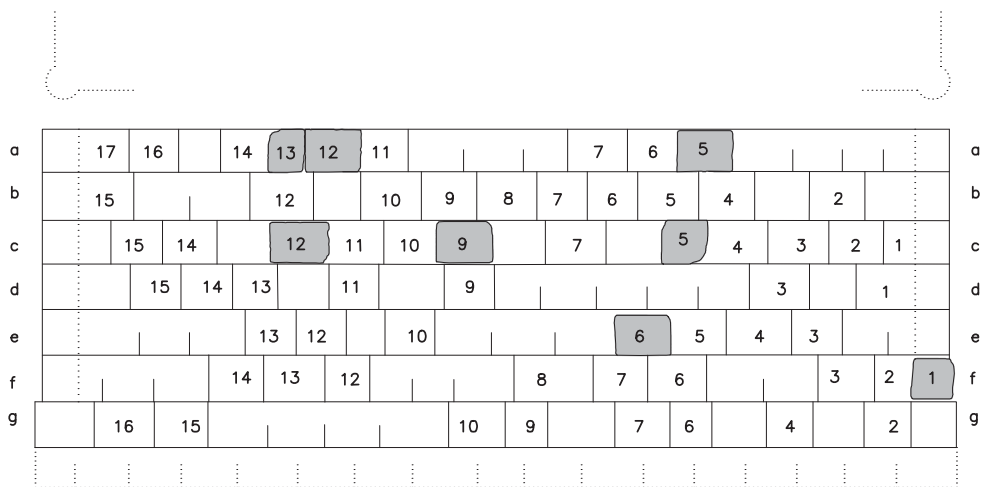 a 17 16 14 13 12 11 7 6 5 a
b 15 12 10 9 8 7 6 5 4 2 b
c 15 14 12 11 10 9 7 5 4 3 2 1 c
d 15 14 13 11 9 3 1 d
e 13 12 10 6 5 4 3 e
f 14 13 12 8 7 6 3 2 1 f
g 16 15 10 9 7 6 4 2 g